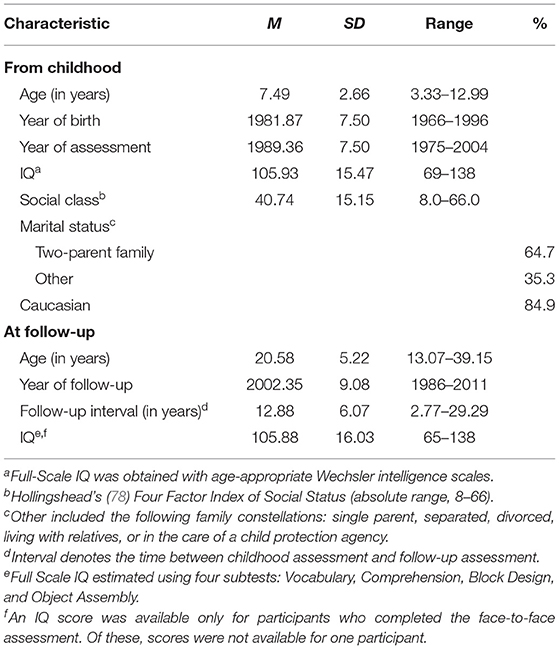 Characteristic M SD Range %
From childhood
Age (in years) 7.49 2.66 3.33–12.99
Year of birth 1981.87 7.50 1966–1996
Year of assessment 1989.36 7.50 1975–2004
IQa 105.93 15.47 69–138
Social classb 40.74 15.15 8.0–66.0
Marital statusc
Two-parent family 64.7
Other 35.3
Caucasian 84.9
At follow-up
Age (in years) 20.58 5.22 13.07–39.15
Year of follow-up 2002.35 9.08 1986–2011
Follow-up interval (in years)d 12.88 6.07 2.77–29.29
IQe,f 105.88 16.03 65–138
aFull-Scale IQ was obtained with age-appropriate Wechsler intelligence scales.
bHollingshead's (78) Four Factor Index of Social Status (absolute range, 8–66).
cOther included the following family constellations: single parent, separated, divorced,
living with relatives, or in the care of a child protection agency.
dInterval denotes the time between childhood assessment and follow-up assessment.
eFull Scale IQ estimated using four subtests: Vocabulary, Comprehension, Block Design,
and Object Assembly.
fAn IQ score was available only for participants who completed the face-to-face
assessment. Of these, scores were not available for one participant.